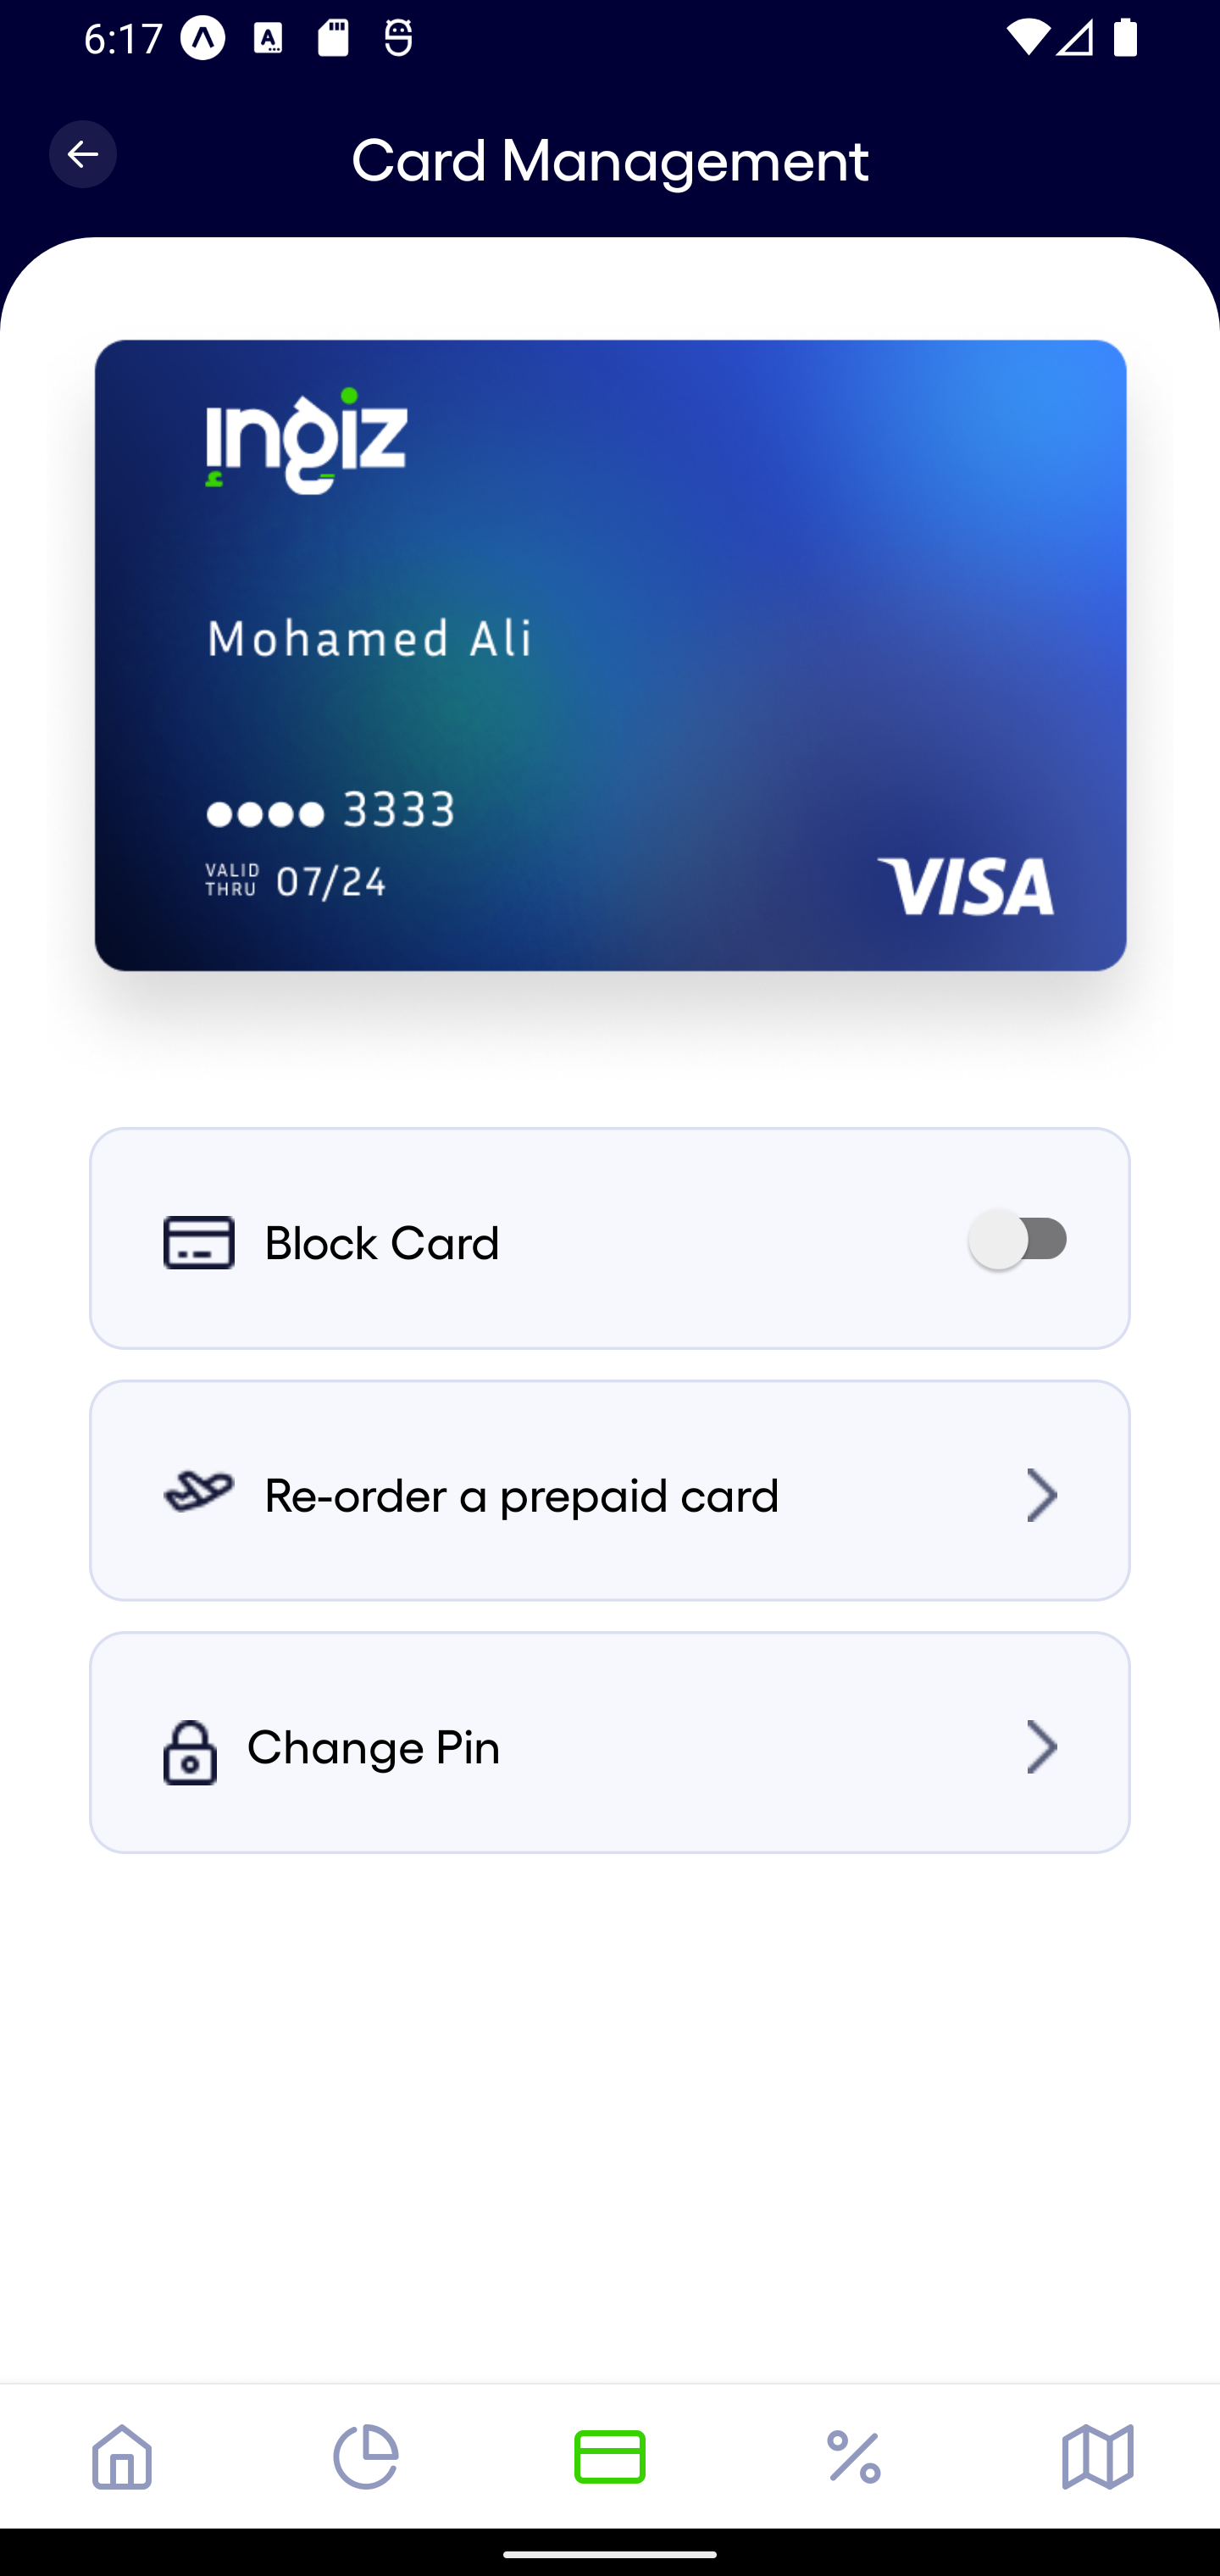 6:17
Card Management
ingiz
Mohamed Ali
●●●● 3333
VALID
THRU 07/24
VISA
Block Card
Re-order a prepaid card
Change Pin